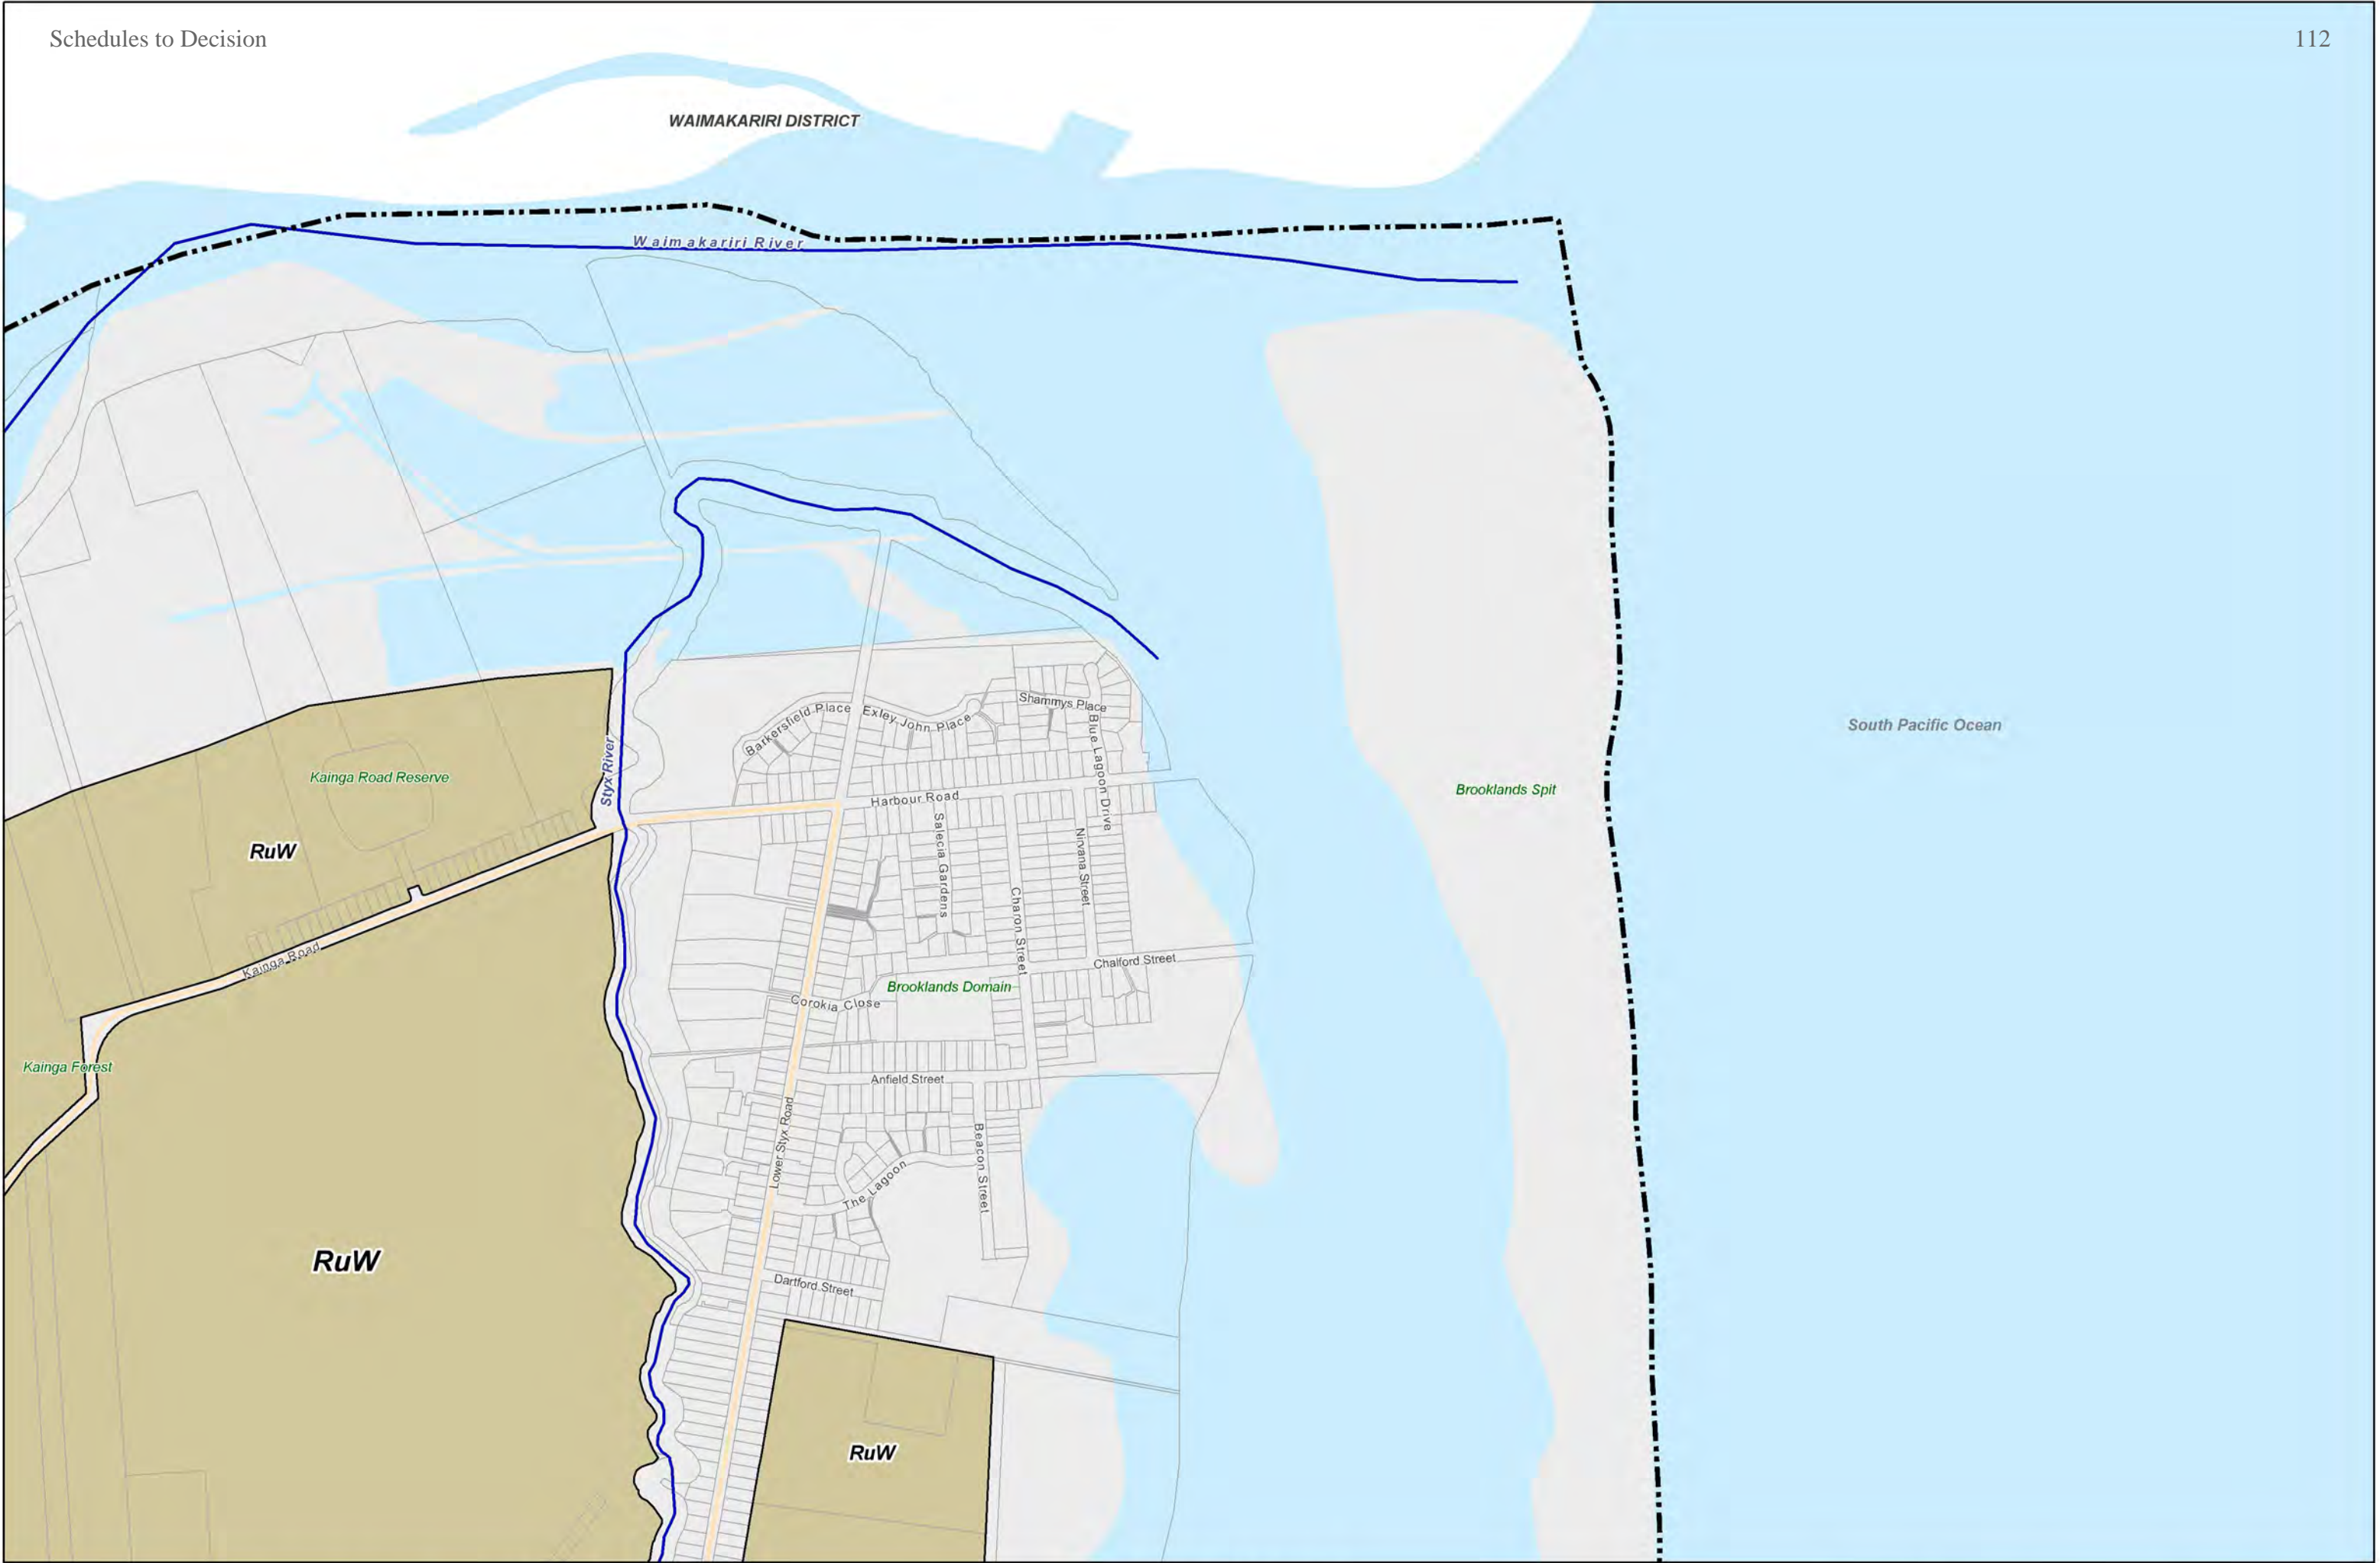 Schedules to Decision
112
WAIMAKARIRI DISTRICT
Waimakariri River
Shammys Place
Barkersfield Place
Exley John Place
Blue Lagoon Drive
South Pacific Ocean
Styx River
Kainga Road Reserve
Brooklands Spit
Harbour Road
RuW
Salecia Gardens
Nirvana Street
Charon Street
Kainga Road
Chalford Street
Brooklands Domain
Corokia Close
Kainga Forest
Anfield Street
Lower Styx Road
Beacon Street
The Lagoon
RuW
Dartford Street
RuW